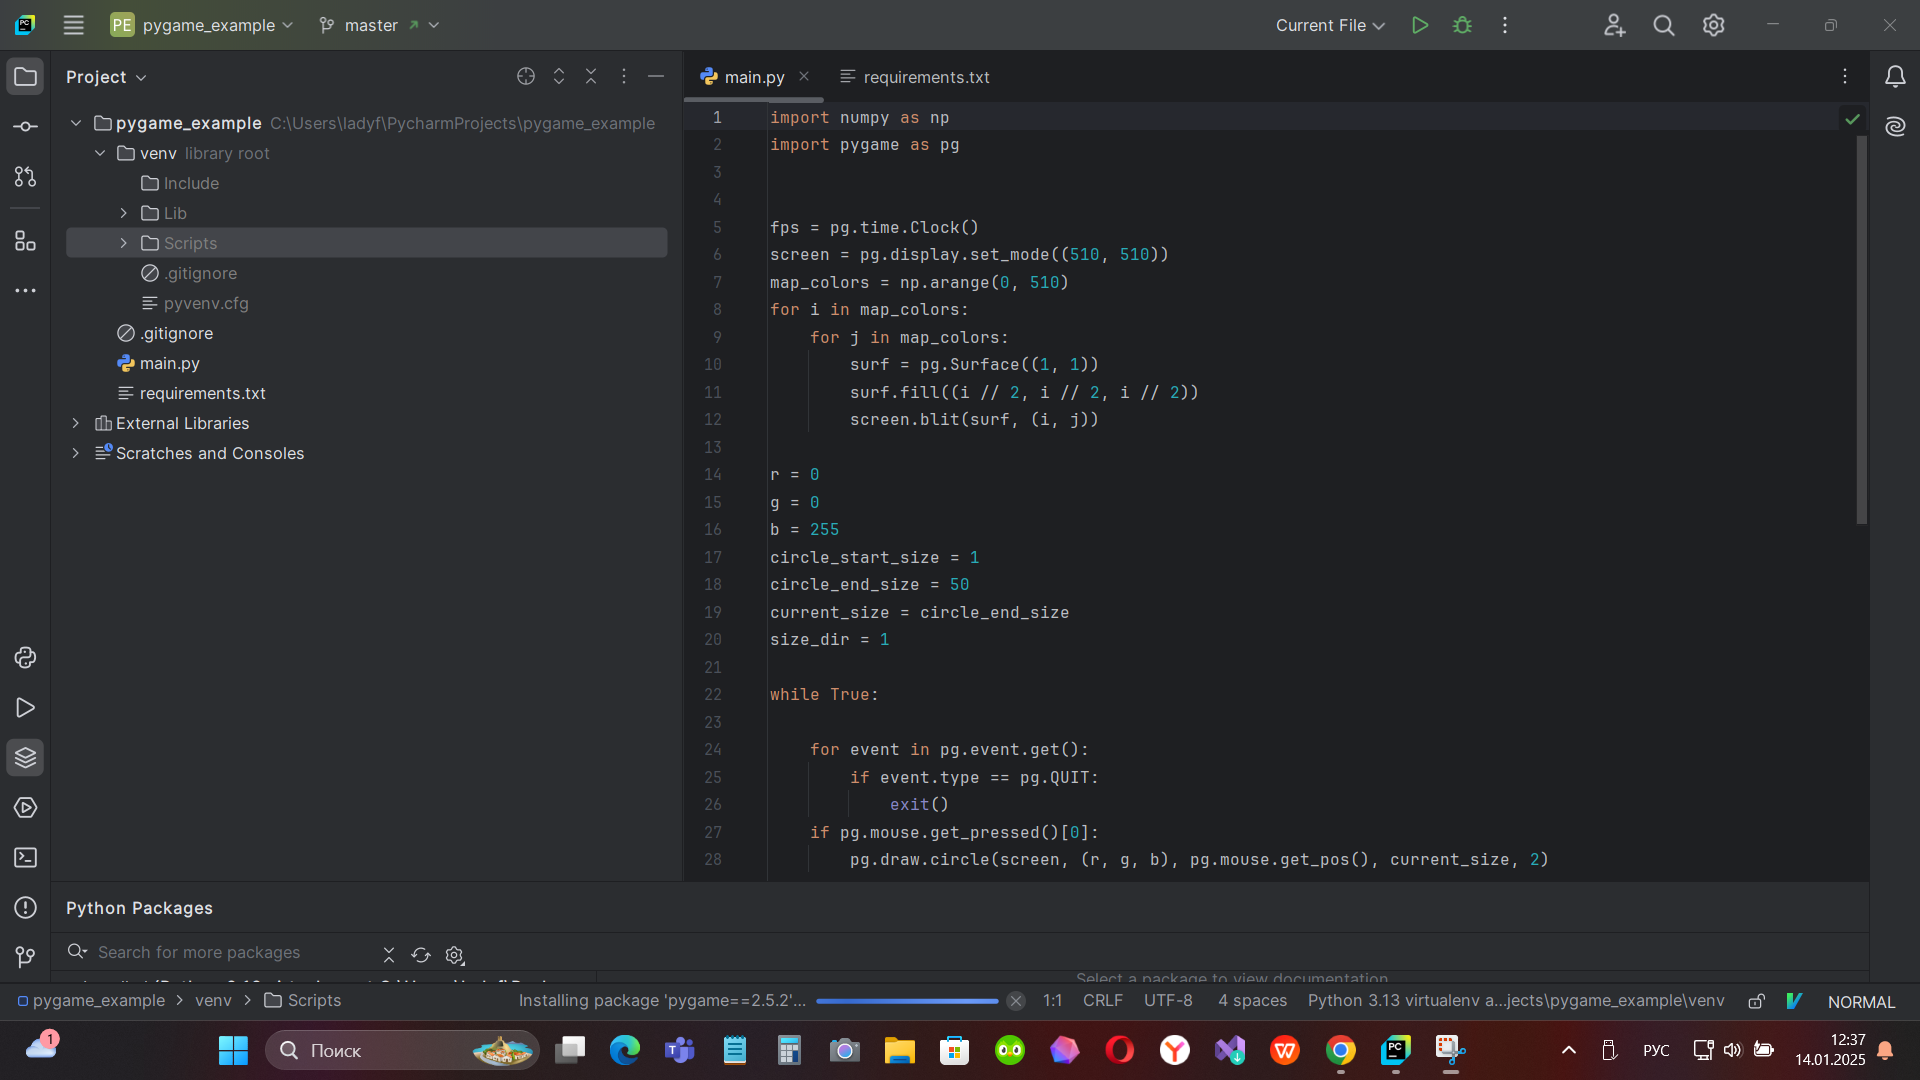 PE pygame_example master Current File
Project
main.py requirements.txt
pygame_example C:\Users\ladyf\PycharmProjects\pygame_example
venv library root
Include
Lib
Scripts
.gitignore
pyvenv.cfg
.gitignore
main.py
requirements.txt
External Libraries
Scratches and Consoles
1 import numpy as np
2 import pygame as pg
3
4
5 fps = pg.time.Clock()
6 screen = pg.display.set_mode((510, 510))
7 map_colors = np.arange(0, 510)
8 for i in map_colors:
9     for j in map_colors:
10         surf = pg.Surface((1, 1))
11         surf.fill((i // 2, i // 2, i // 2))
12         screen.blit(surf, (i, j))
13
14 r = 0
15 g = 0
16 b = 255
17 circle_start_size = 1
18 circle_end_size = 50
19 current_size = circle_end_size
20 size_dir = 1
21
22 while True:
23
24     for event in pg.event.get():
25         if event.type == pg.QUIT:
26             exit()
27     if pg.mouse.get_pressed()[0]:
28         pg.draw.circle(screen, (r, g, b), pg.mouse.get_pos(), current_size, 2)
Python Packages
Search for more packages
Select a package to view documentation
pygame_example > venv > Scripts Installing package 'pygame==2.5.2'... 1:1 CRLF UTF-8 4 spaces Python 3.13 virtualenv a...jects\pygame_example\venv NORMAL
1 Поиск РУС 12:37
14.01.2025